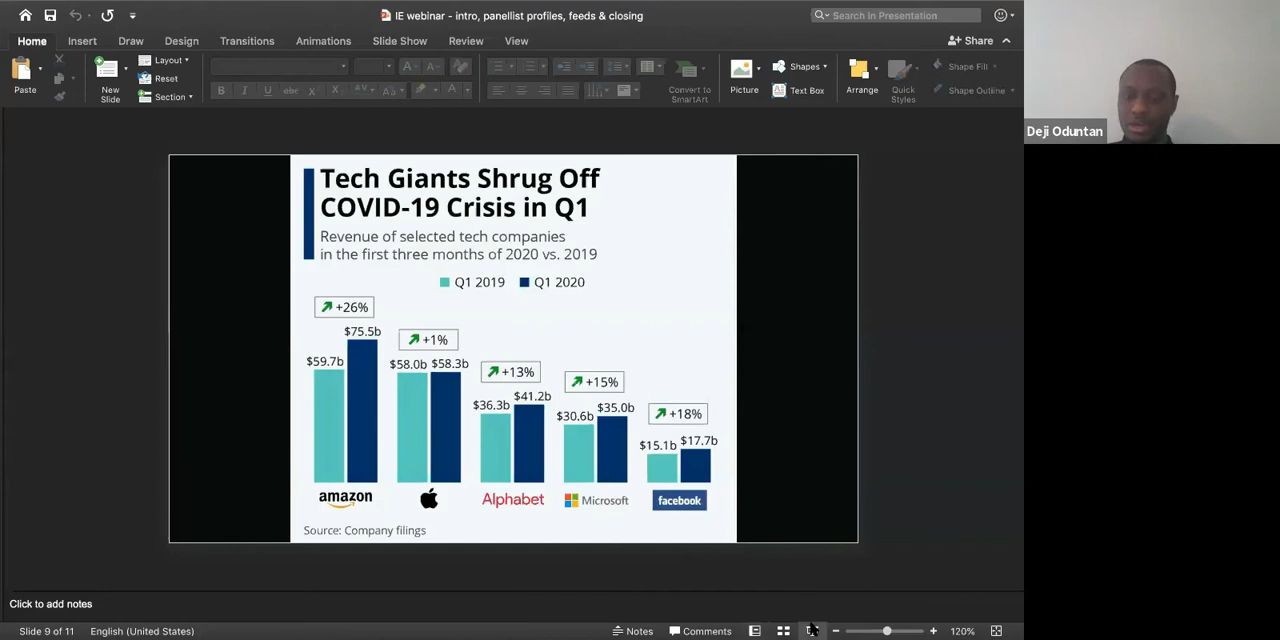 IE webinar - intro, panellist profiles, feeds & closing
Search in Presentation
Home Insert Draw Design Transitions Animations Slide Show Review View
Share
Paste
New Slide
Layout
Reset
Section
B I U abc X X AV Aa A
Convert to SmartArt
Picture
Shapes
Text Box
Arrange
Quick Styles
Shape Fill
Shape Outline
Deji Oduntan
Tech Giants Shrug Off
COVID-19 Crisis in Q1
Revenue of selected tech companies
in the first three months of 2020 vs. 2019
Q1 2019 Q1 2020
+26%
$59.7b $75.5b
+1%
$58.0b $58.3b
+13%
$36.3b $41.2b
+15%
$30.6b $35.0b
+18%
$15.1b $17.7b
amazon Alphabet Microsoft facebook
Source: Company filings
Click to add notes
Slide 9 of 11 English (United States) Notes Comments 120%